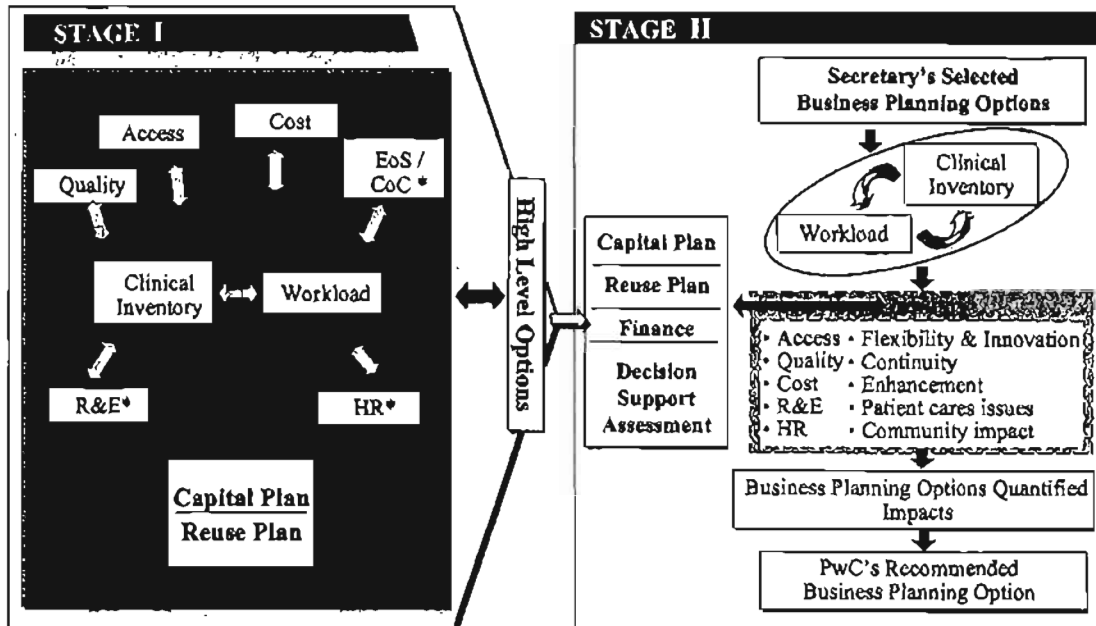 STAGE I
Access
Cost
Quality
EoS /
CoC *
Clinical
Inventory
Workload
R&E*
HR*
Capital Plan
Reuse Plan
High Level Options
STAGE II
Secretary's Selected
Business Planning Options
Clinical
Inventory
Workload
Capital Plan
Reuse Plan
Finance
Decision
Support
Assessment
• Access • Flexibility & Innovation
• Quality • Continuity
• Cost • Enhancement
• R&E • Patient cares issues
• HR • Community impact
Business Planning Options Quantified
Impacts
PwC's Recommended
Business Planning Option